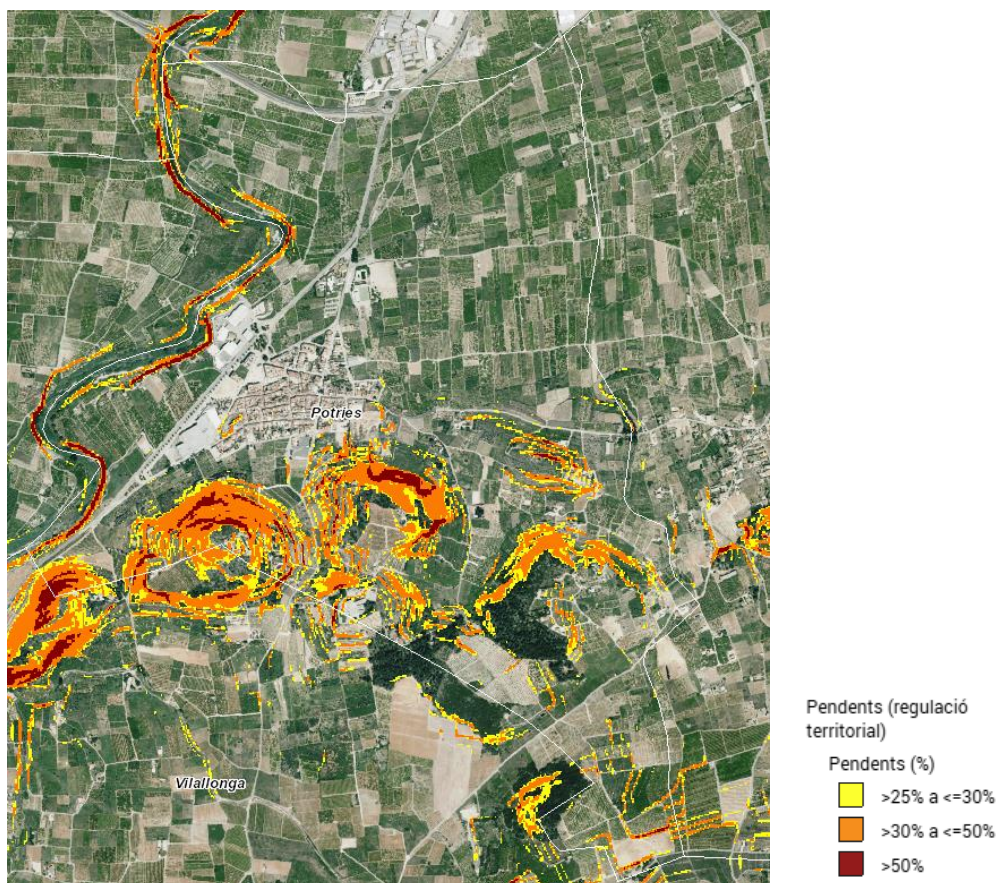 Potries
Vilallonga
Pendents (regulació
territorial)
Pendents (%)
>25% a <=30%
>30% a <=50%
>50%